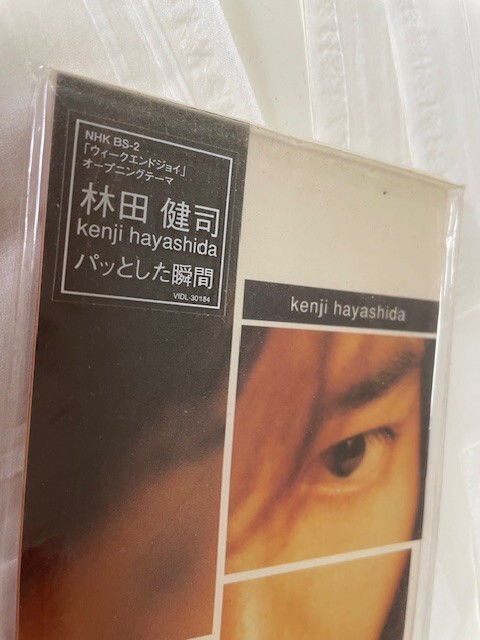 NHK BS-2
「ウィークエンドジョイ」
オープニングテーマ
林田 健司
kenji hayashida
パッとした瞬間
VIDL-30184
kenji hayashida